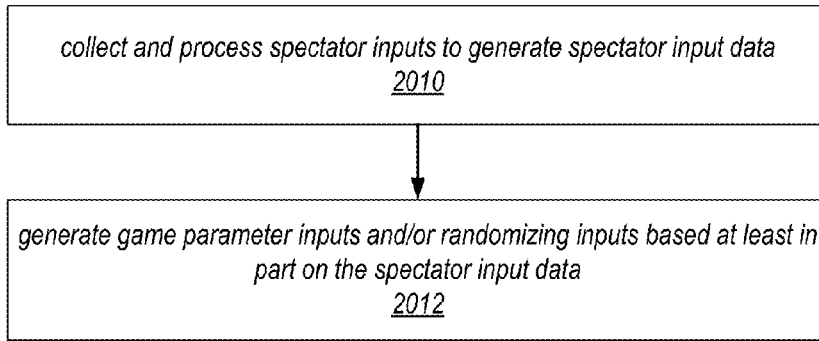 collect and process spectator inputs to generate spectator input data
2010
generate game parameter inputs and/or randomizing inputs based at least in
part on the spectator input data
2012